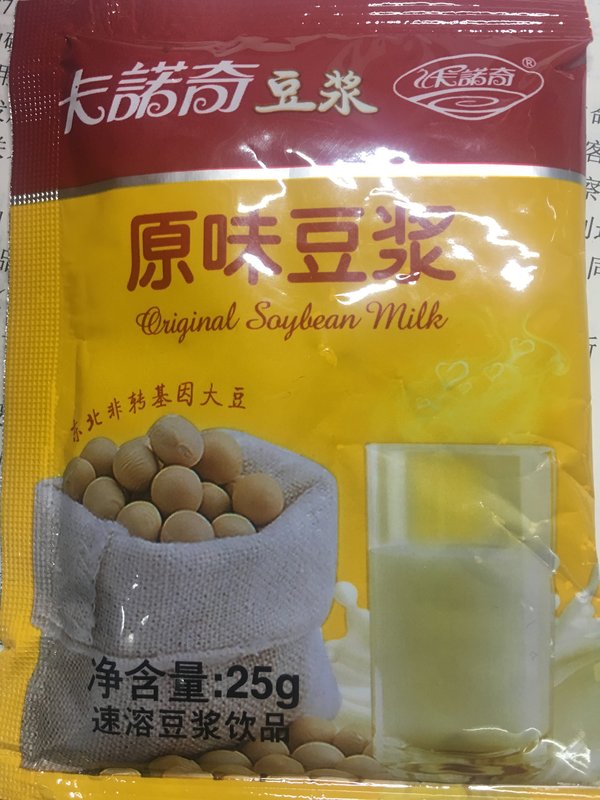 卡諾奇豆浆
卡諾奇®
原味豆浆
Original Soybean Milk
东北非转基因大豆
净含量:25g
速溶豆浆饮品